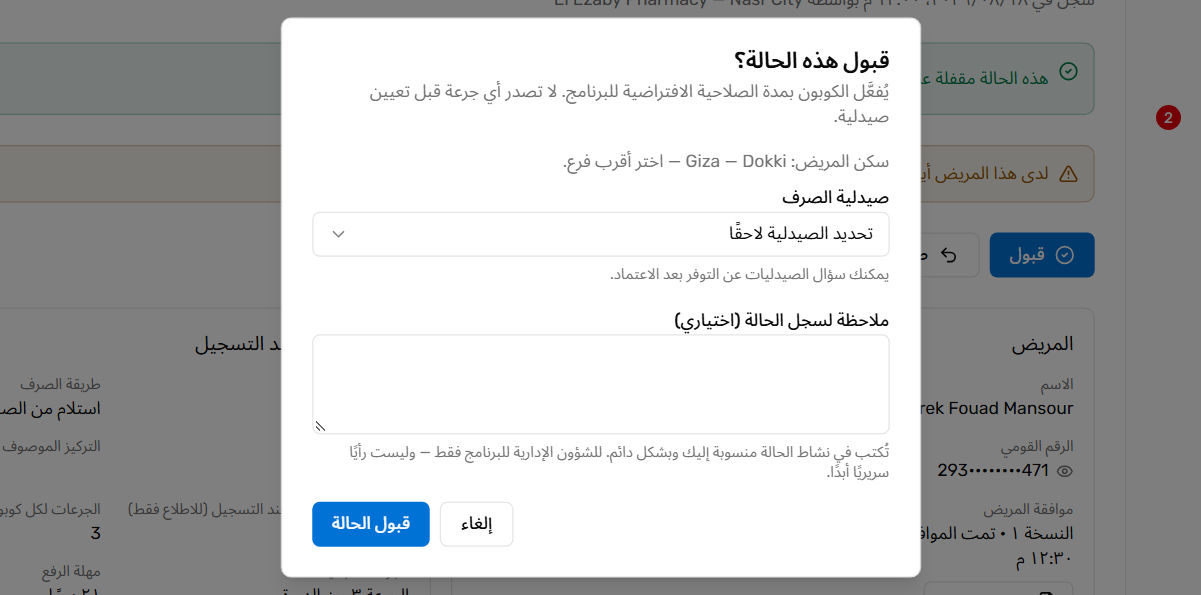 سجل في بواسطة El Ezaby Pharmacy – Nasr City
هذه الحالة مقفلة
2
لدى هذا المريض
قبول
قبول هذه الحالة؟
يُفعَّل الكوبون بمدة الصلاحية الافتراضية للبرنامج. لا تصدر أي جرعة قبل تعيين
صيدلية.
سكن المريض: Giza – Dokki – اختر أقرب فرع.
صيدلية الصرف
تحديد الصيدلية لاحقًا
يمكنك سؤال الصيدليات عن التوفر بعد الاعتماد.
ملاحظة لسجل الحالة (اختياري)
تُكتب في نشاط الحالة منسوبة إليك وبشكل دائم. للشؤون الإدارية للبرنامج فقط – وليست رأيًا
سريريًا أبدًا.
قبول الحالة
إلغاء
المريض
الاسم
Fouad Mansour
الرقم القومي
293••••••••471
موافقة المريض
النسخة ١ • تمت
١٢:٣٠ م
التسجيل
طريقة الصرف
استلام من
التركيز الموصوف
التسجيل (للاطلاع فقط)
الجرعات لكل
3
مهلة الرفع